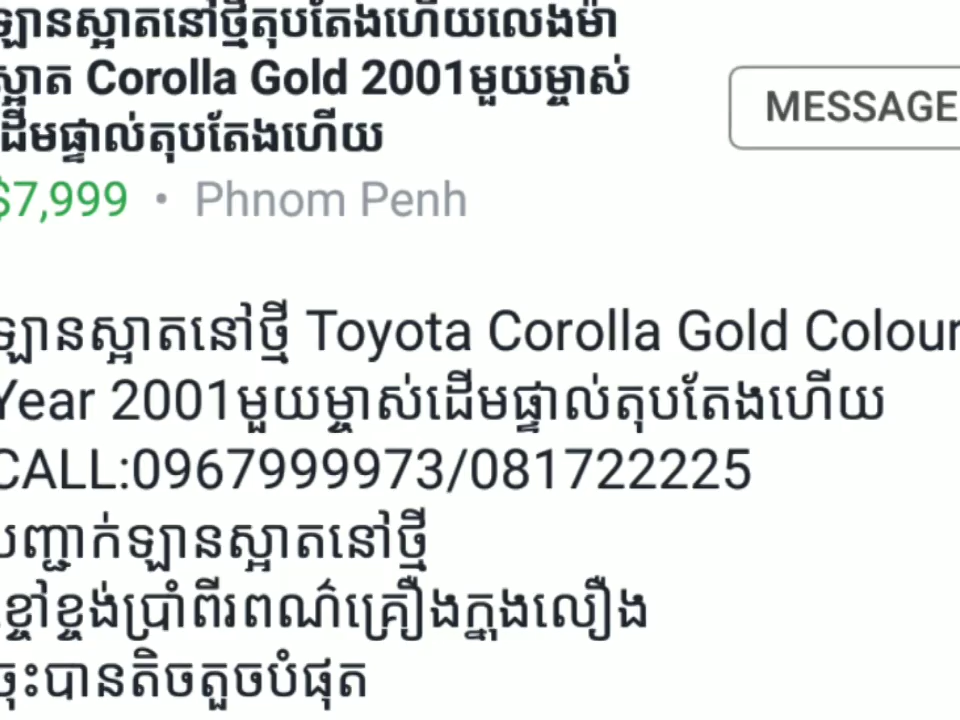 ឡានស្អាតនៅថ្មីតុបតែងហើយលេងម៉ា
ស្អាត Corolla Gold 2001មួយម្ចាស់
ដើមផ្ទាល់តុបតែងហើយ
MESSAGE
$7,999 • Phnom Penh
ឡានស្អាតនៅថ្មី Toyota Corolla Gold Colour
Year 2001មួយម្ចាស់ដើមផ្ទាល់តុបតែងហើយ
CALL:0967999973/081722225
បញ្ជាក់ឡានស្អាតនៅថ្មី
ខ្ចៅខ្ចង់ប្រាំពីរពណ៌គ្រឿងក្នុងលឿង
ចុះបានតិចតួចបំផុត